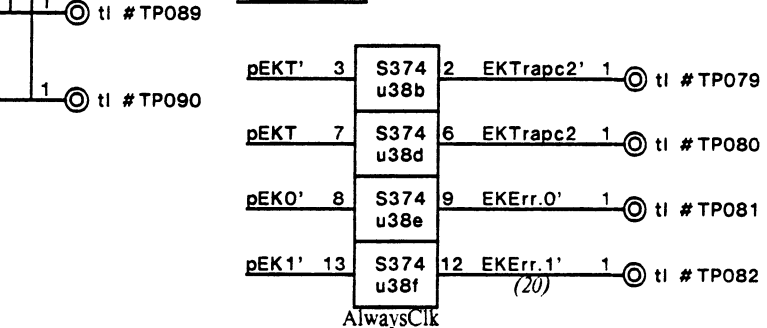 1 tl #TP089
1 tl #TP090
pEKT' 3 S374 u38b 2 EKTrapc2' 1 tl #TP079
pEKT 7 S374 u38d 6 EKTrapc2 1 tl #TP080
pEK0' 8 S374 u38e 9 EKErr.0' 1 tl #TP081
pEK1' 13 S374 u38f 12 EKErr.1' 1 tl #TP082
(20)
AlwaysClk